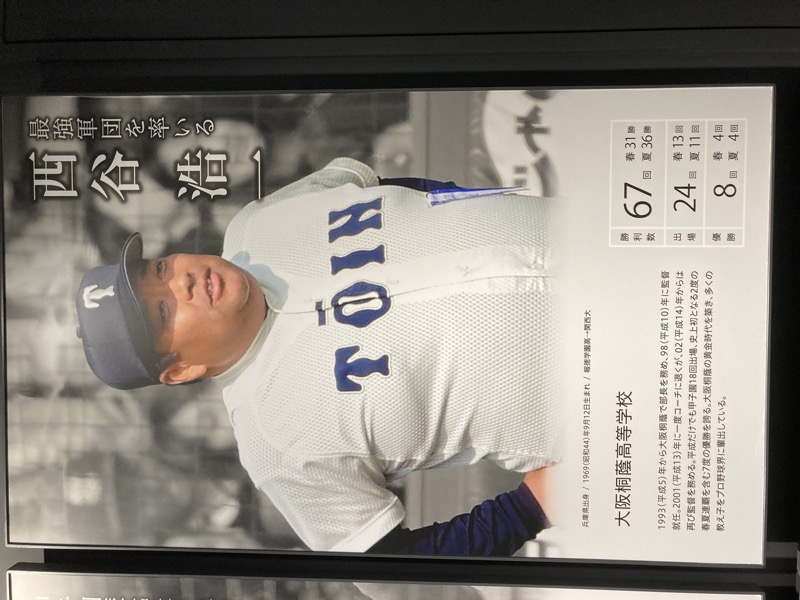 最強軍団を率いる
西谷 浩一
T
TŌIN
兵庫県出身 / 1969(昭和44)年9月12日生まれ / 報徳学園高→関西大
大阪桐蔭高等学校
1993(平成5)年から大阪桐蔭で部長を務め、98(平成10)年に監督
就任。2001(平成13)年に一度コーチに退くが、02(平成14)年からは
再び監督を務める。平成だけでも甲子園18回出場、史上初となる2度の
春夏連覇を含む7度の優勝を誇る。大阪桐蔭の黄金時代を築き、多くの
教え子をプロ野球界に輩出している。
勝利数 67回 春 31勝 夏 36勝
出場 24回 春 13回 夏 11回
優勝 8回 春 4回 夏 4回